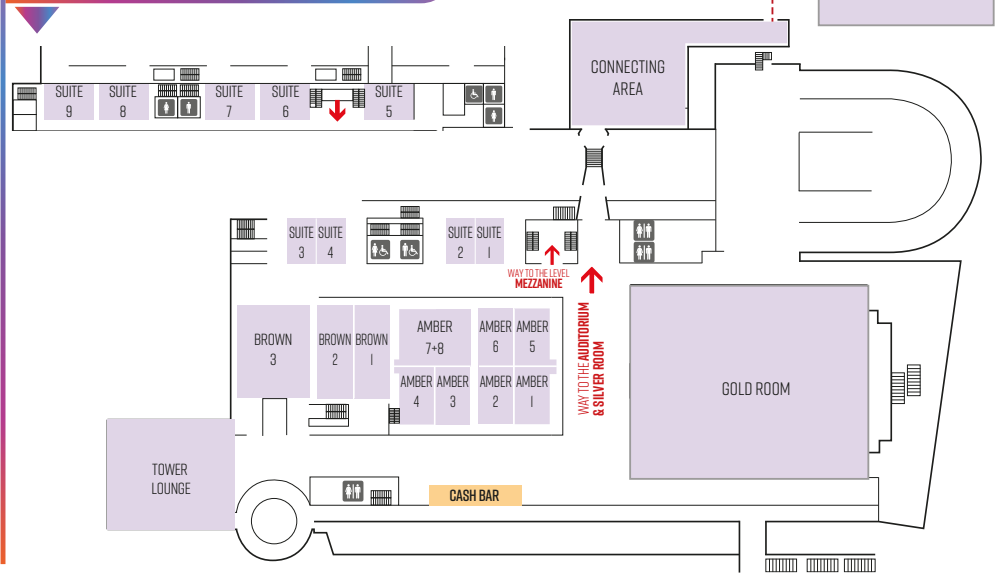 CONNECTING
AREA
SUITE
9
SUITE
8
SUITE
7
SUITE
6
SUITE
5
SUITE
3
SUITE
4
SUITE
2
SUITE
1
WAY TO THE LEVEL
MEZZANINE
WAY TO THE AUDITORIUM
& SILVER ROOM
BROWN
3
BROWN
2
BROWN
1
AMBER
7+8
AMBER
6
AMBER
5
AMBER
4
AMBER
3
AMBER
2
AMBER
1
GOLD ROOM
TOWER
LOUNGE
CASH BAR